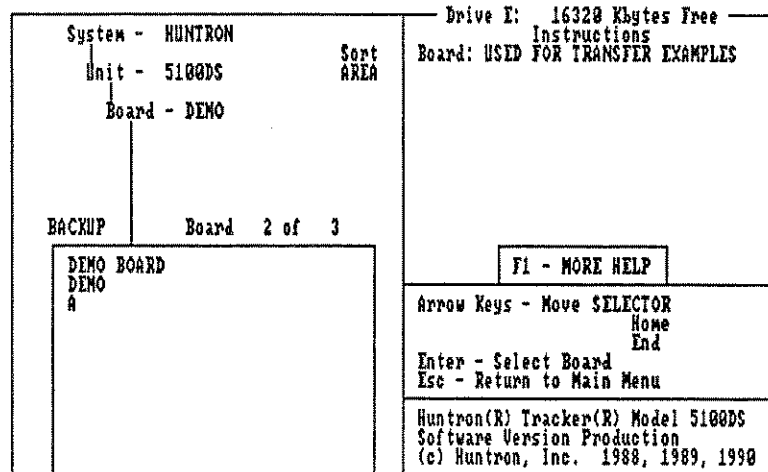 System - HUNTRON
Sort
Unit - 5100DS AREA
Board - DEMO
BACKUP Board 2 of 3
DEMO BOARD
DEMO
A
Drive I: 16320 Kbytes Free
Instructions
Board: USED FOR TRANSFER EXAMPLES
F1 - MORE HELP
Arrow Keys - Move SELECTOR
Home
End
Enter - Select Board
Esc - Return to Main Menu
Huntron(R) Tracker(R) Model 5100DS
Software Version Production
(c) Huntron, Inc. 1988, 1989, 1990